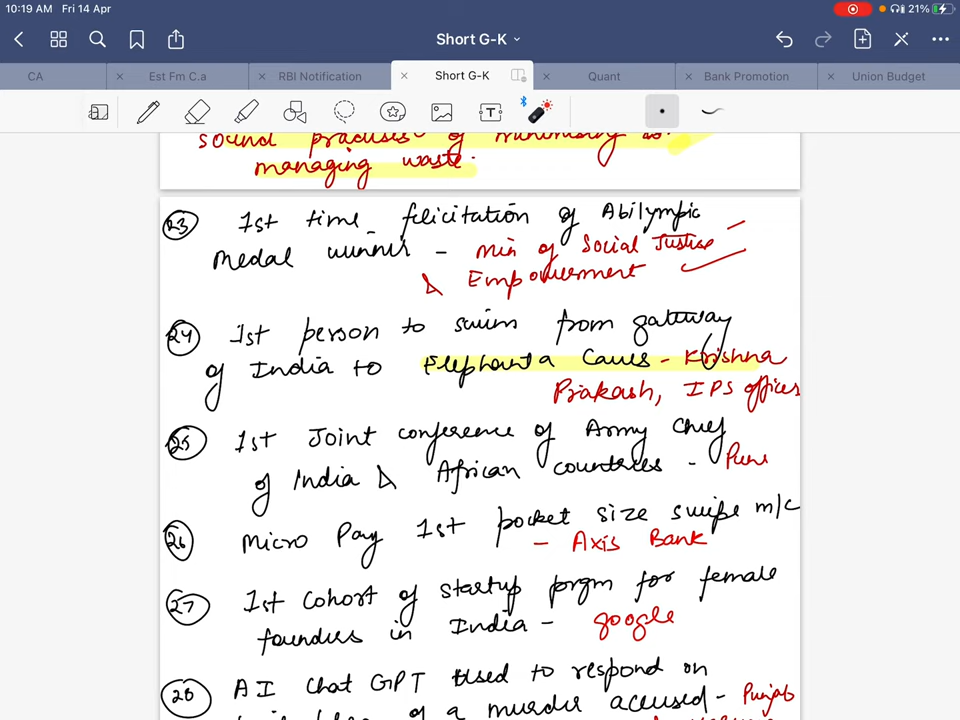 10:19 AM Fri 14 Apr 21%
Short G-K
CA Est Fm C.a RBI Notification Short G-K Quant Bank Promotion Union Budget
sound practises of
managing waste.
23 1st time felicitation of Abilympic
Medal winner - Min of Social Justice
& Empowerment
24 1st person to swim from gateway
of India to Elephanta Caves - Krishna
Prakash, IPS officer
25 1st Joint conference of Army Chief
of India & African countries - Pune
26 Micro Pay 1st pocket size swipe m/c
- Axis Bank
27 1st Cohort of startup prgm for female
founders in India - google
28 AI Chat GPT Used to respond on
of a murder accused - Punjab